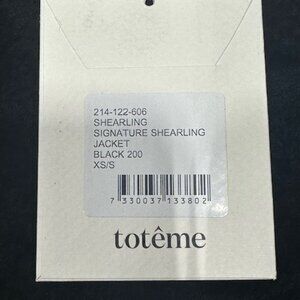 214-122-606
SHEARLING
SIGNATURE SHEARLING
JACKET
BLACK 200
XS/S
7 330037 133802
totême